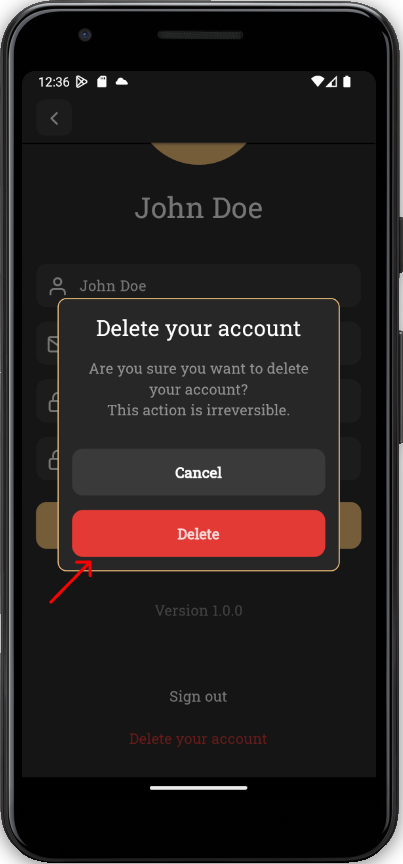 12:36
John Doe
John Doe
Delete your account
Are you sure you want to delete
your account?
This action is irreversible.
Cancel
Delete
Version 1.0.0
Sign out
Delete your account